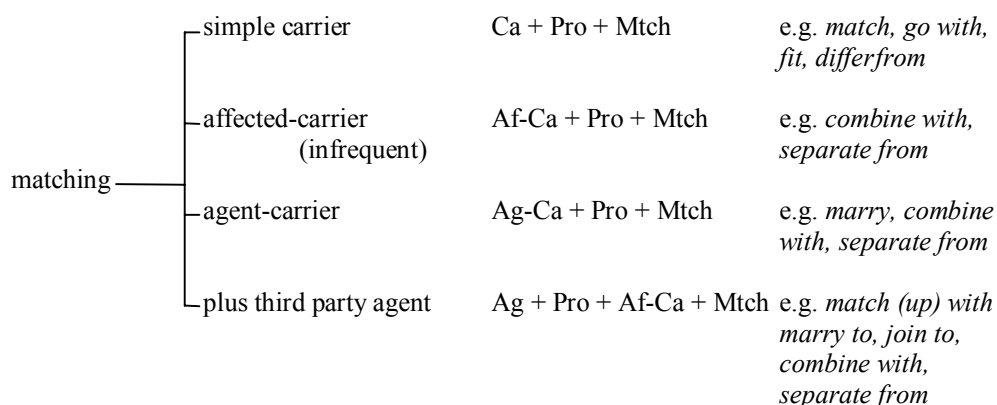 simple carrier Ca + Pro + Mtch e.g. match, go with,
fit, differfrom
affected-carrier Af-Ca + Pro + Mtch e.g. combine with,
(infrequent) separate from
matching
agent-carrier Ag-Ca + Pro + Mtch e.g. marry, combine
with, separate from
plus third party agent Ag + Pro + Af-Ca + Mtch e.g. match (up) with
marry to, join to,
combine with,
separate from